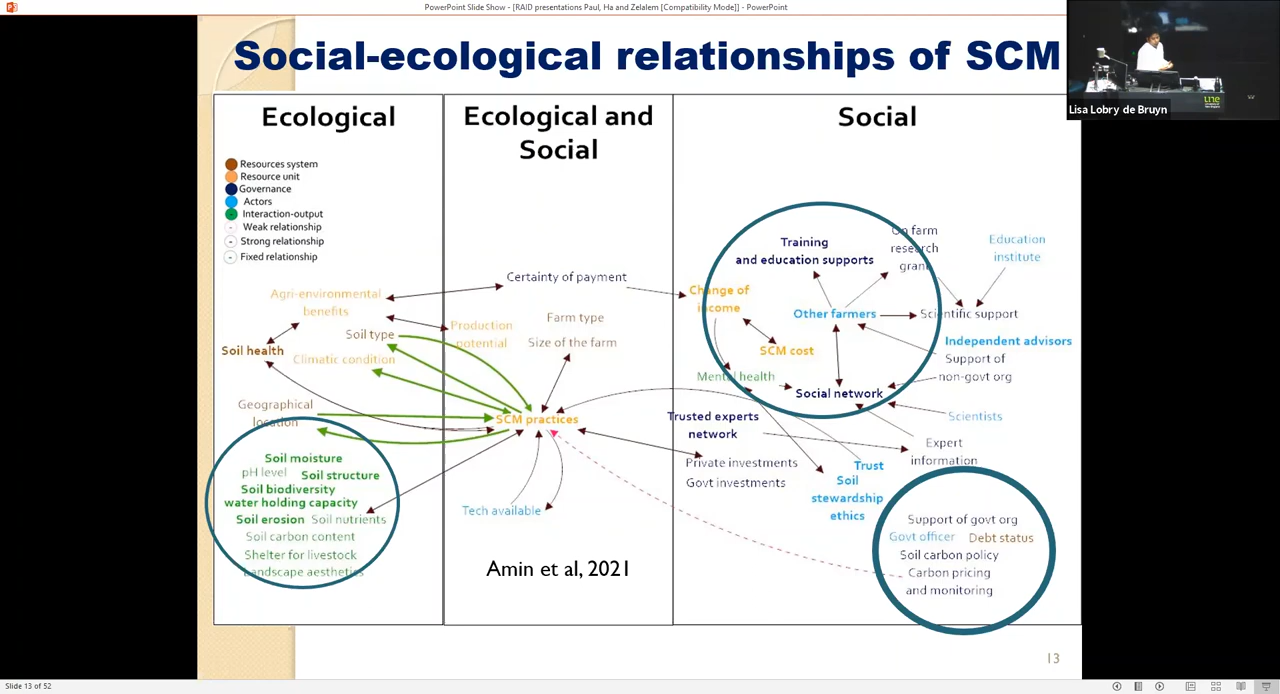 PowerPoint Slide Show - [RAID presentations Paul, Ha and Zelalem [Compatibility Mode]] - PowerPoint
Social-ecological relationships of SCM
Lisa Lobry de Bruyn
une
Ecological
Resources system
Resource unit
Governance
Actors
Interaction-output
Weak relationship
Strong relationship
Fixed relationship
Agri-environmental
benefits
Soil type
Soil health
Climatic condition
Geographical
location
Soil moisture
pH level
Soil structure
Soil biodiversity
water holding capacity
Soil erosion
Soil nutrients
Soil carbon content
Shelter for livestock
Landscape aesthetics
Ecological and
Social
Certainty of payment
Production
potential
Farm type
Size of the farm
SCM practices
Tech available
Amin et al, 2021
Social
Training
and education supports
On farm
research
grant
Education
institute
Change of
income
Other farmers
Scientific support
SCM cost
Independent advisors
Support of
non-govt org
Mental health
Social network
Trusted experts
network
Scientists
Expert
information
Private investments
Govt investments
Trust
Soil
stewardship
ethics
Support of govt org
Govt officer
Debt status
Soil carbon policy
Carbon pricing
and monitoring
13
Slide 13 of 52